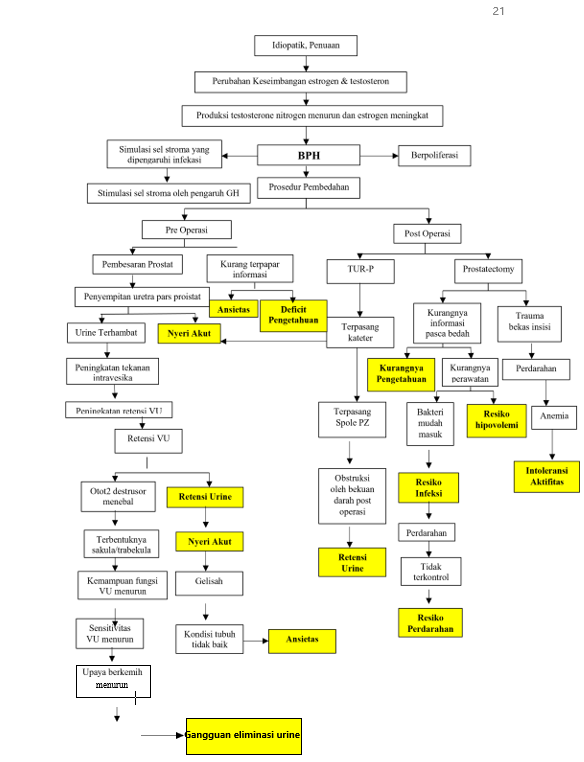 21
Idiopatik, Penuaan
Perubahan Keseimbangan estrogen & testosteron
Produksi testosterone nitrogen menurun dan estrogen meningkat
Simulasi sel stroma yang
dipengaruhi infekasi
BPH
Berpoliferasi
Stimulasi sel stroma oleh pengaruh GH
Prosedur Pembedahan
Pre Operasi
Post Operasi
Pembesaran Prostat
Kurang terpapar
informasi
TUR-P
Prostatectomy
Penyempitan uretra pars proistat
Ansietas
Deficit
Pengetahuan
Kurangnya
informasi
pasca bedah
Trauma
bekas insisi
Urine Terhambat
Nyeri Akut
Terpasang
kateter
Peningkatan tekanan
intravesika
Kurangnya
Pengetahuan
Kurangnya
perawatan
Perdarahan
Peningkatan retensi VU
Terpasang
Spole PZ
Bakteri
mudah
masuk
Resiko
hipovolemi
Anemia
Retensi VU
Intoleransi
Aktifitas
Otot2 destrusor
menebal
Retensi Urine
Obstruksi
oleh bekuan
darah post
operasi
Resiko
Infeksi
Terbentuknya
sakula/trabekula
Nyeri Akut
Perdarahan
Retensi
Urine
Kemampuan fungsi
VU menurun
Gelisah
Tidak
terkontrol
Sensitivitas
VU menurun
Kondisi tubuh
tidak baik
Ansietas
Resiko
Perdarahan
Upaya berkemih
menurun
Gangguan eliminasi urine